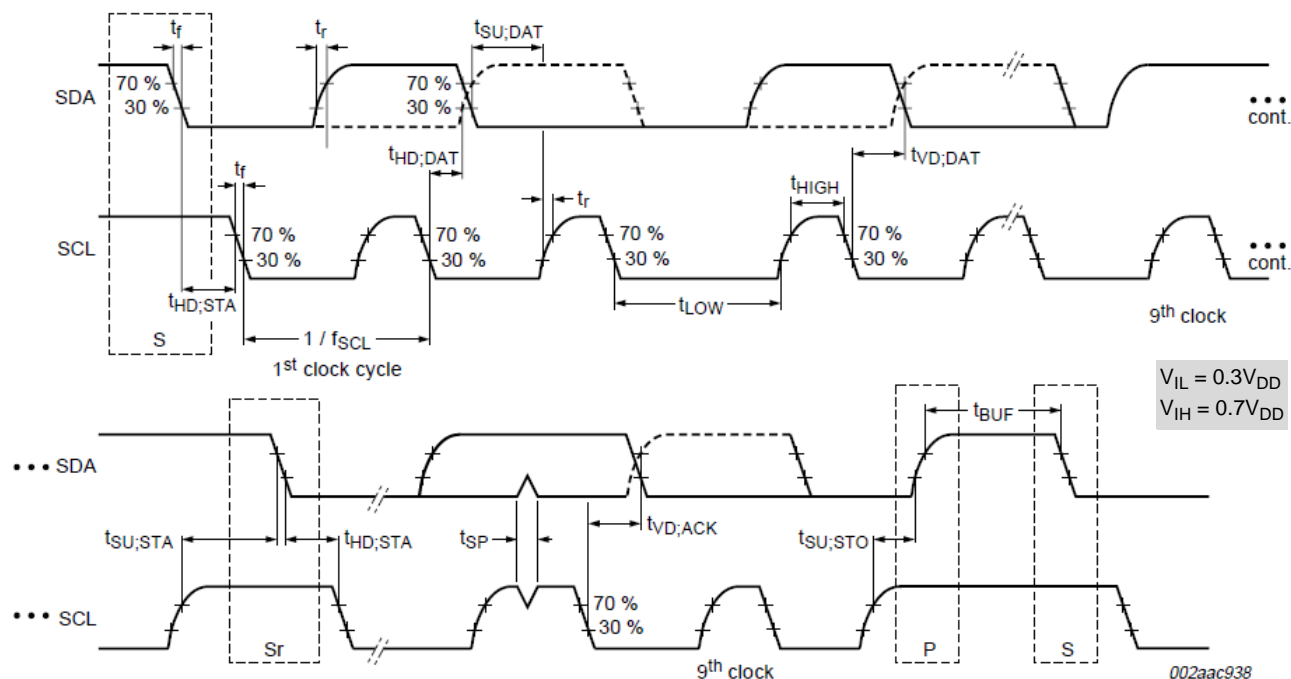 tf
tr
tSU;DAT
70 %
30 %
SDA
70 %
30 %
••• cont.
tHD;DAT
tVD;DAT
tf
tr
tHIGH
SCL
70 %
30 %
70 %
30 %
70 %
30 %
70 %
30 %
••• cont.
tHD;STA
tLOW
9th clock
S
1 / fSCL
1st clock cycle
VIL = 0.3VDD
VIH = 0.7VDD
tBUF
••• SDA
tSU;STA
tHD;STA
tSP
tVD;ACK
tSU;STO
••• SCL
70 %
30 %
Sr
9th clock
P
S
002aac938